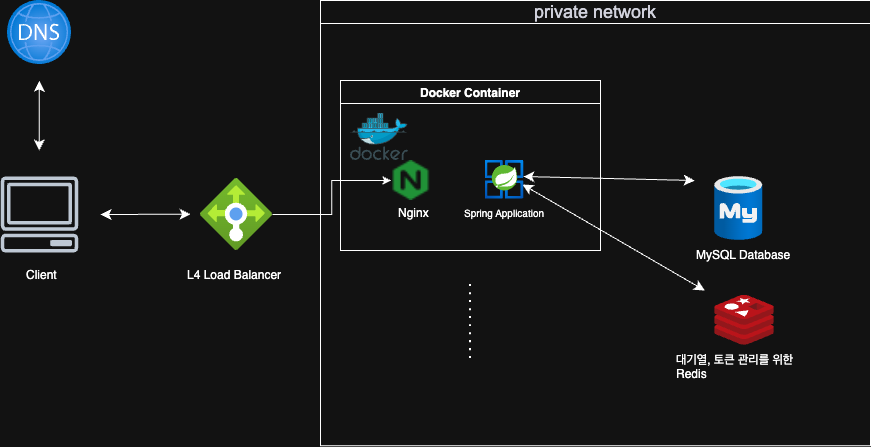 private network
DNS
Docker Container
docker
Nginx
Spring Application
My
MySQL Database
Client
L4 Load Balancer
대기열, 토큰 관리를 위한
Redis